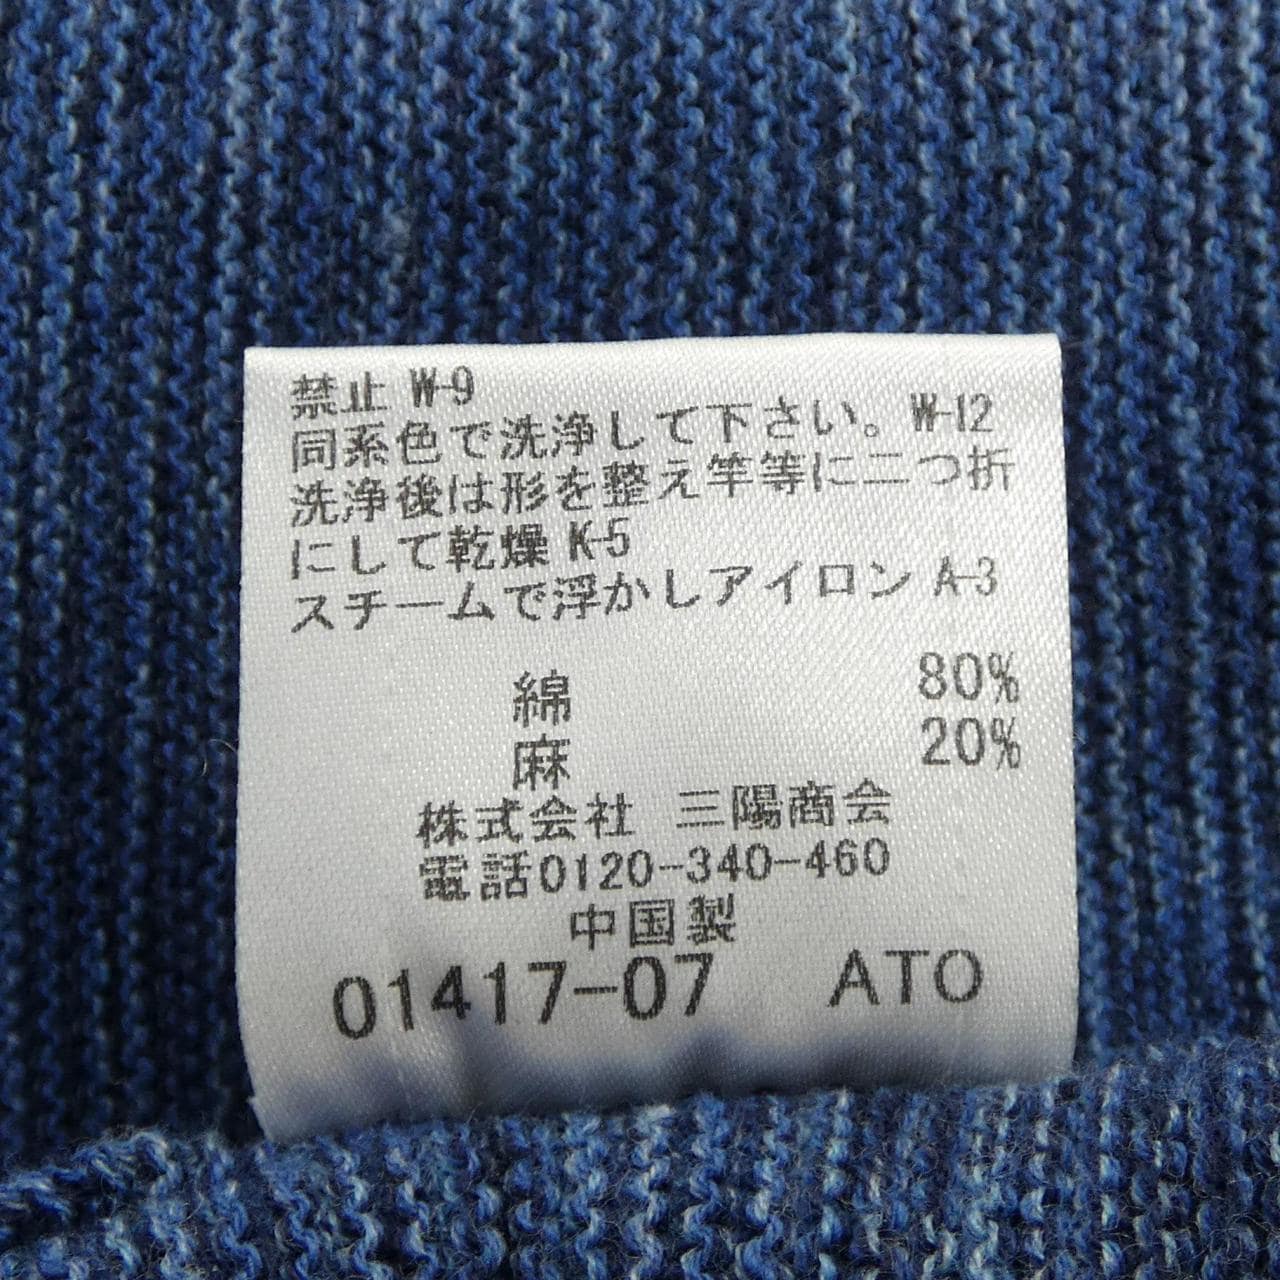 禁止 W-9
同系色で洗浄して下さい。 W-12
洗浄後は形を整え竿等に二つ折
にして乾燥 K-5
スチームで浮かしアイロン A-3
綿 80%
麻 20%
株式会社 三陽商会
電話0120-340-460
中国製
01417-07 ATO